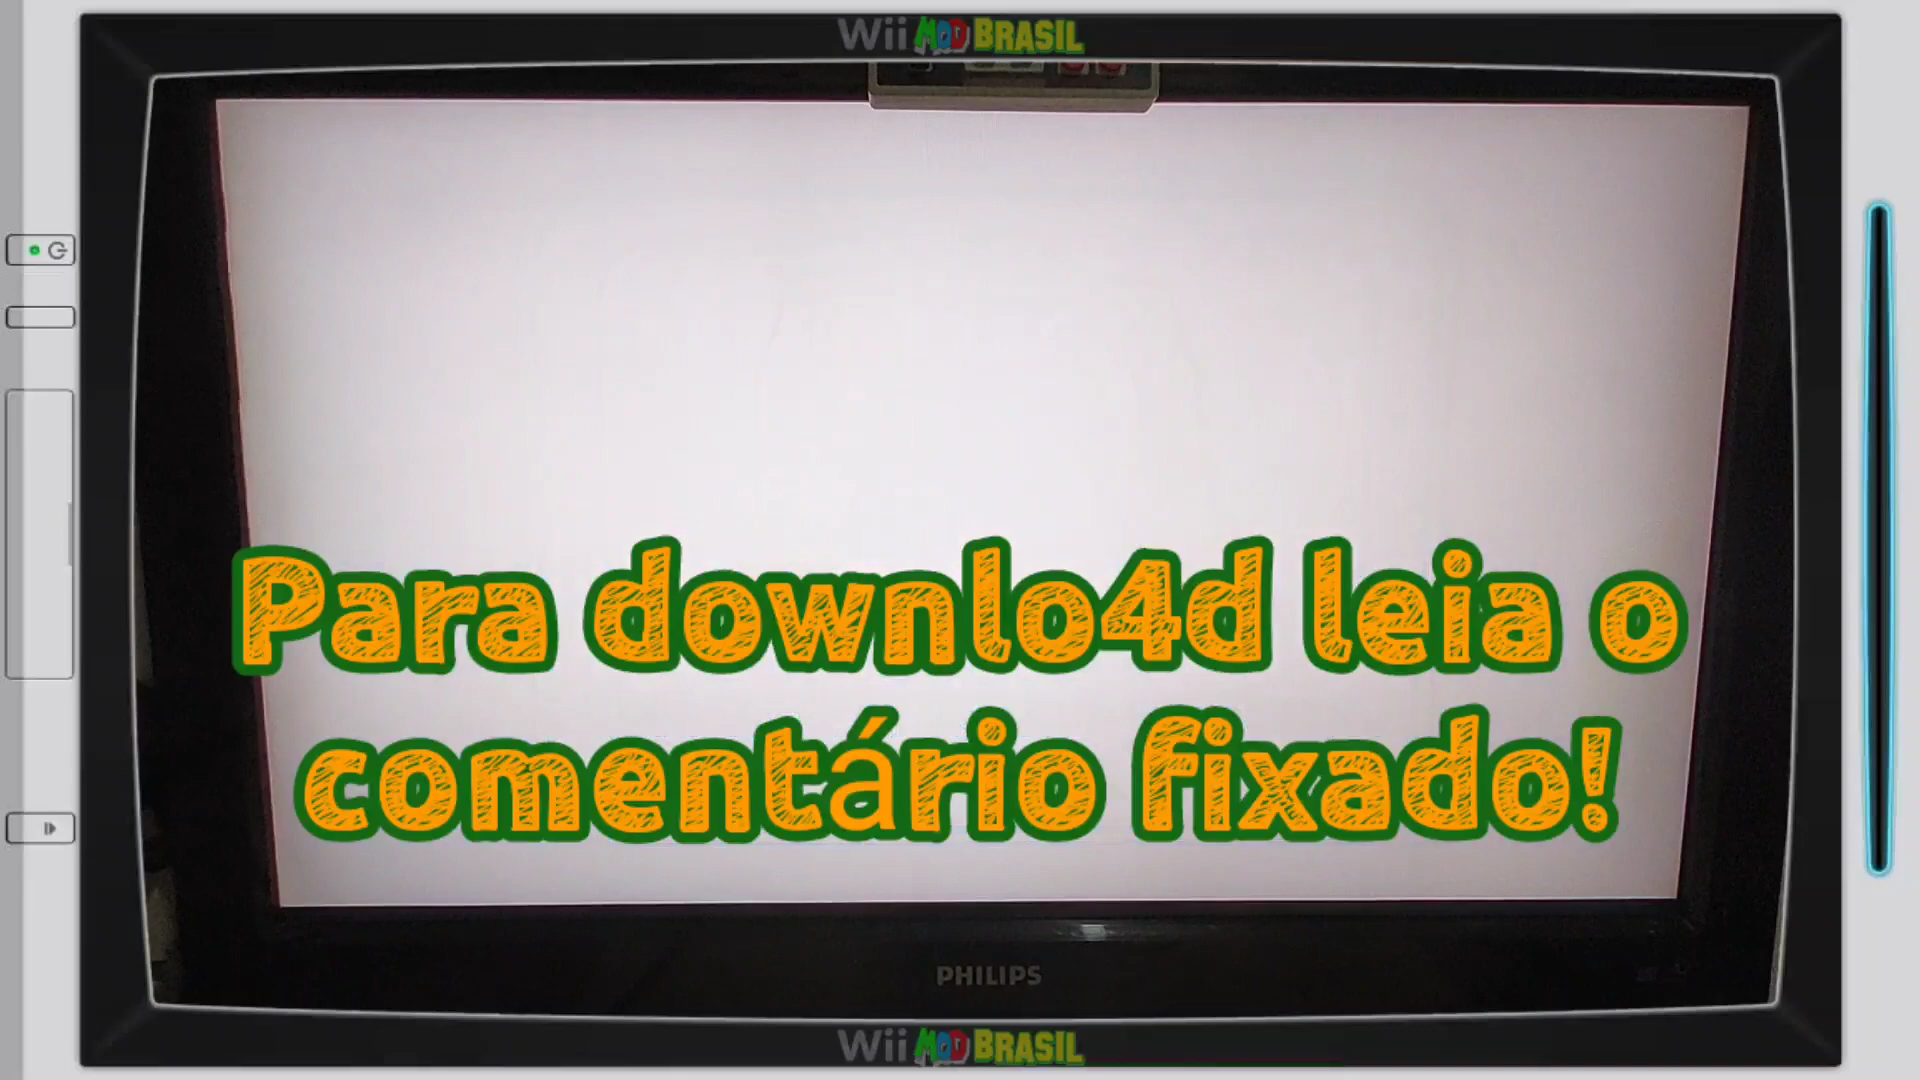 Wii MOD BRASIL
Para downlo4d leia o
comentário fixado!
PHILIPS
Wii MOD BRASIL